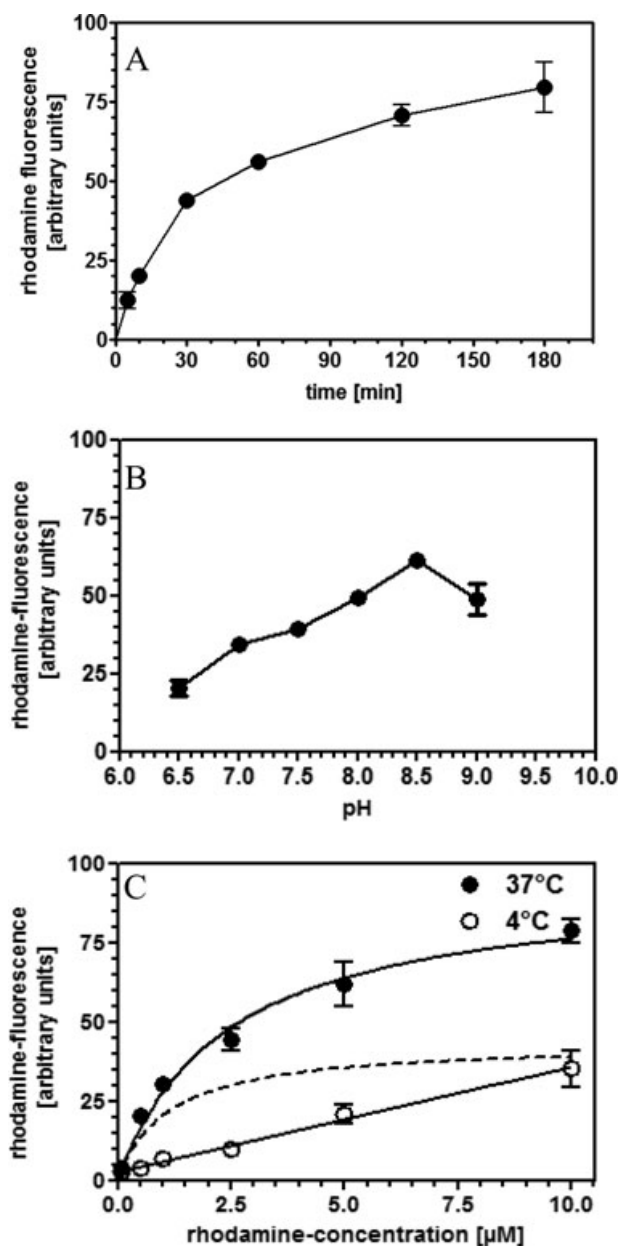 A
rhodamine fluorescence
[arbitrary units]
100
75
50
25
0
0 30 60 90 120 150 180
time [min]
B
rhodamine-fluorescence
[arbitrary units]
100
75
50
25
0
6.0 6.5 7.0 7.5 8.0 8.5 9.0 9.5 10.0
pH
C
37°C
4°C
rhodamine-fluorescence
[arbitrary units]
100
75
50
25
0
0.0 2.5 5.0 7.5 10.0
rhodamine-concentration [µM]